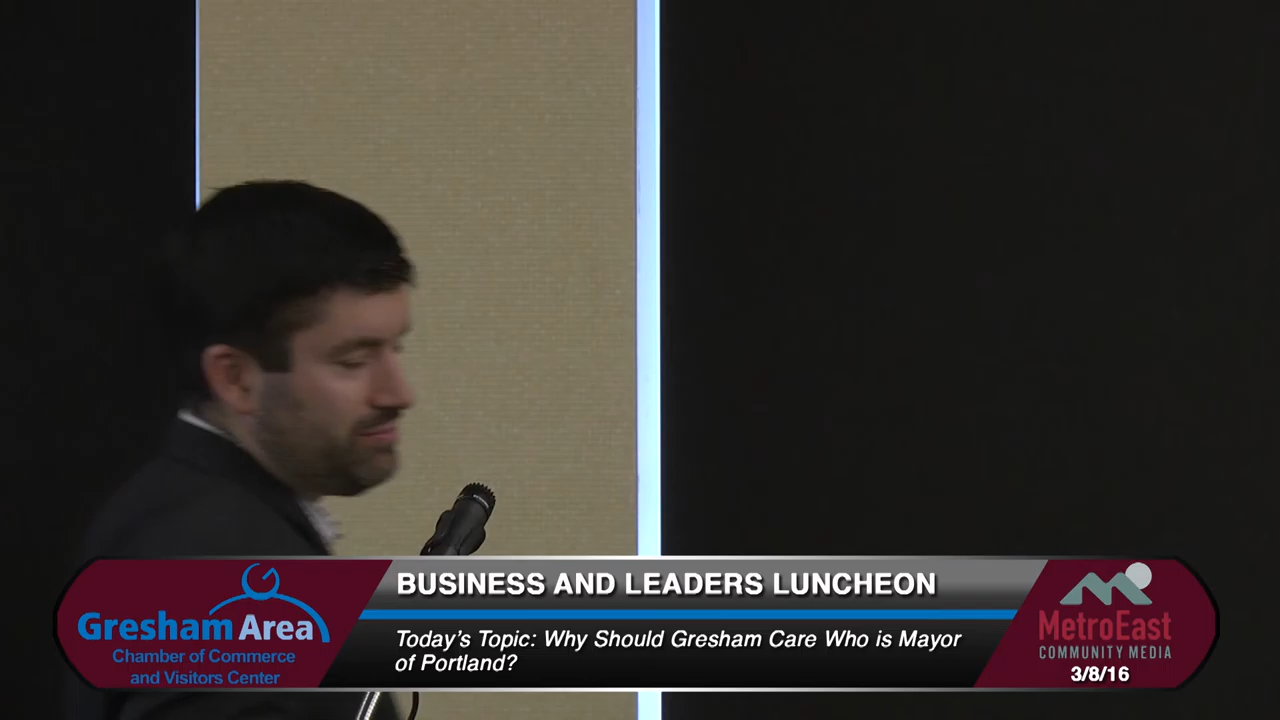 BUSINESS AND LEADERS LUNCHEON
Today's Topic: Why Should Gresham Care Who is Mayor
of Portland?
Gresham Area
Chamber of Commerce
and Visitors Center
MetroEast
COMMUNITY MEDIA
3/8/16